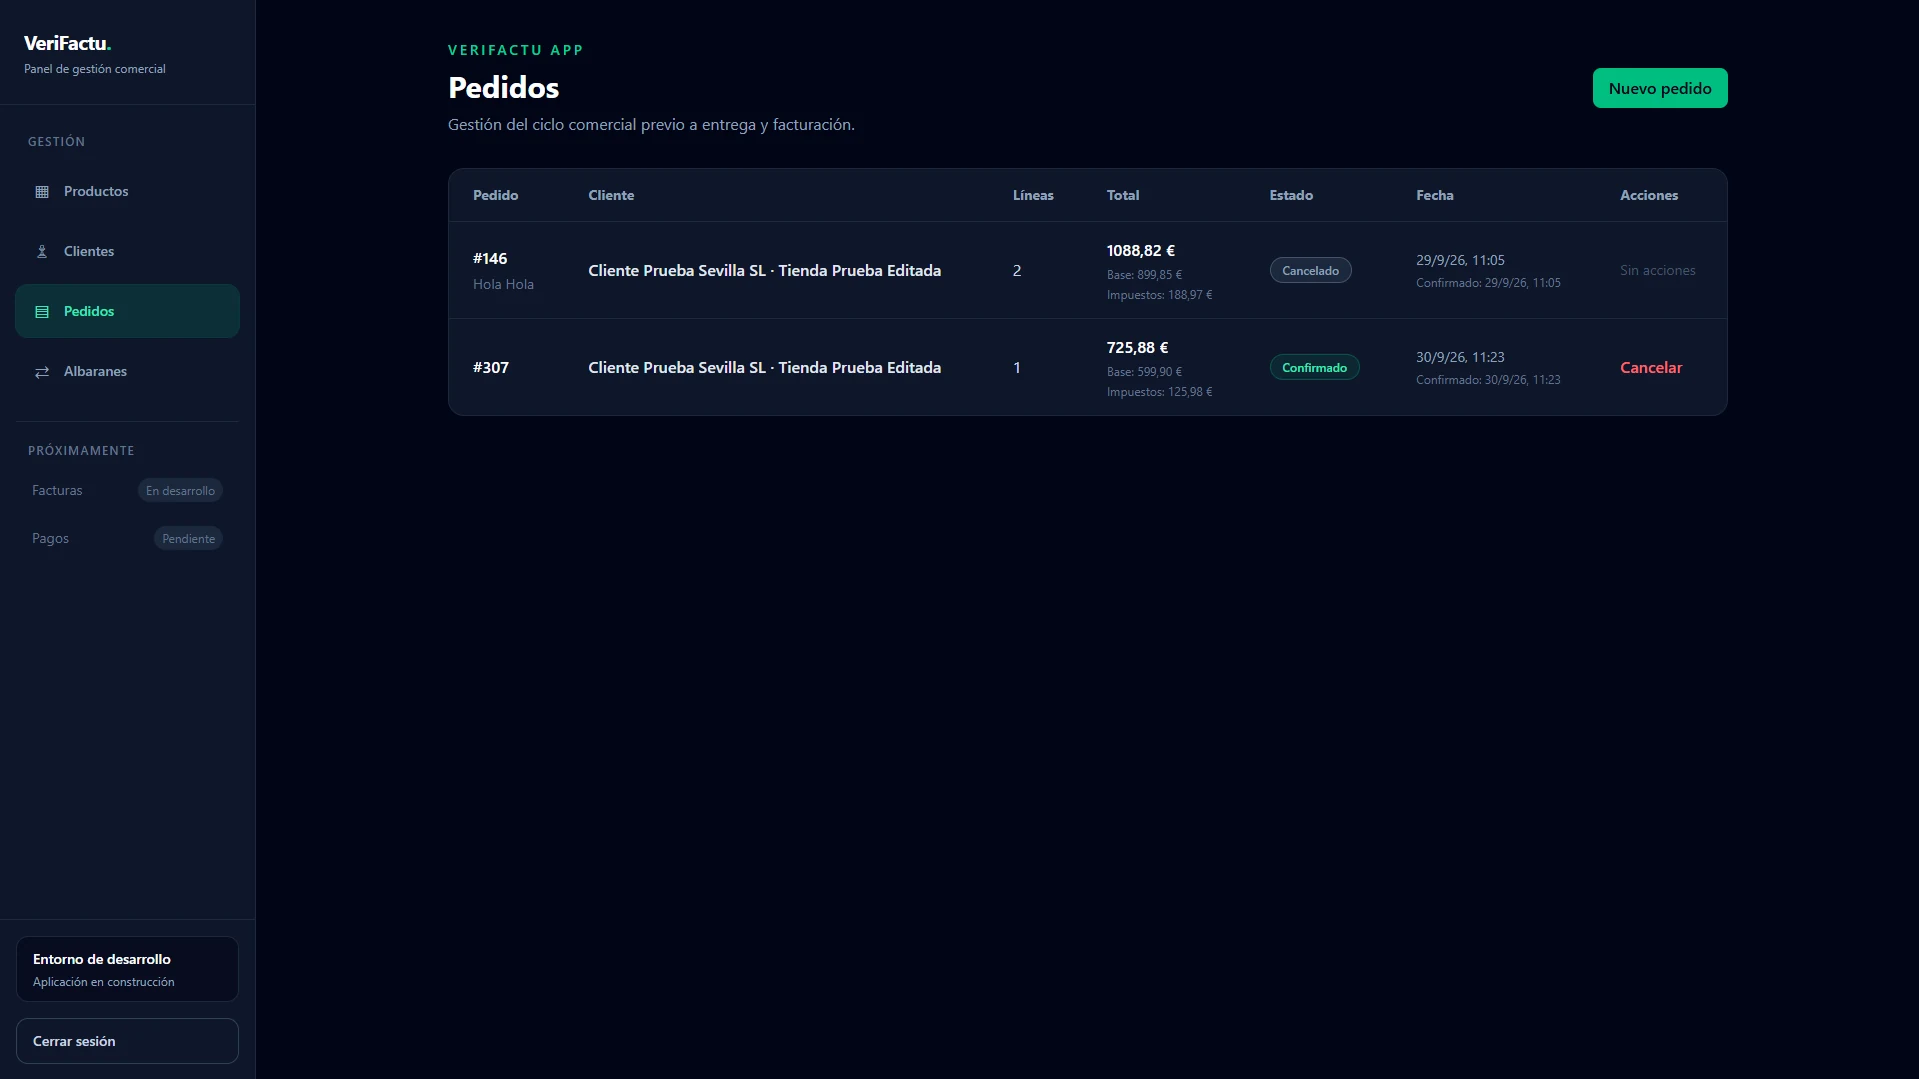 VeriFactu.
Panel de gestión comercial
GESTIÓN
Productos
Clientes
Pedidos
Albaranes
PRÓXIMAMENTE
Facturas En desarrollo
Pagos Pendiente
Entorno de desarrollo
Aplicación en construcción
Cerrar sesión
VERIFACTU APP
Pedidos
Nuevo pedido
Gestión del ciclo comercial previo a entrega y facturación.
Pedido Cliente Líneas Total Estado Fecha Acciones
#146
Hola Hola
Cliente Prueba Sevilla SL · Tienda Prueba Editada
2
1088,82 €
Base: 899,85 €
Impuestos: 188,97 €
Cancelado
29/9/26, 11:05
Confirmado: 29/9/26, 11:05
Sin acciones
#307
Cliente Prueba Sevilla SL · Tienda Prueba Editada
1
725,88 €
Base: 599,90 €
Impuestos: 125,98 €
Confirmado
30/9/26, 11:23
Confirmado: 30/9/26, 11:23
Cancelar